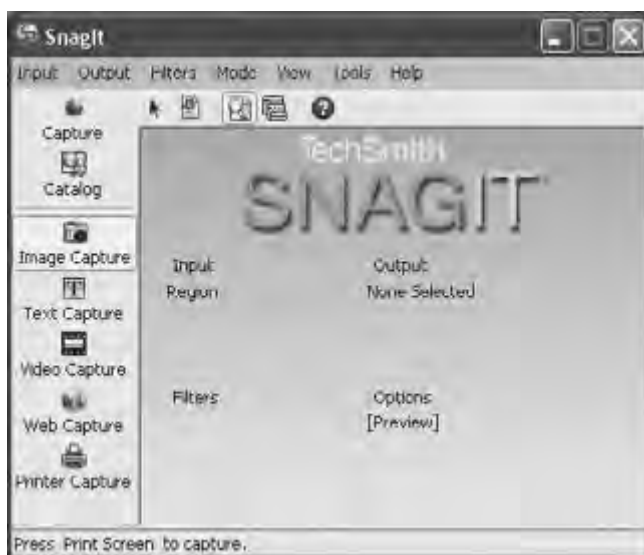 SnagIt
Input Output Filters Mode View Tools Help
Capture
Catalog
Image Capture
Text Capture
Video Capture
Web Capture
Printer Capture
TechSmith
SNAGIT
Input Output
Region None Selected
Filters Options
[Preview]
Press Print Screen to capture.